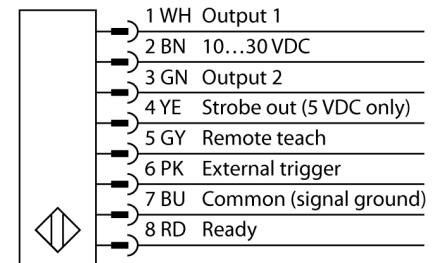 1 WH Output 1
2 BN 10...30 VDC
3 GN Output 2
4 YE Strobe out (5 VDC only)
5 GY Remote teach
6 PK External trigger
7 BU Common (signal ground)
8 RD Ready